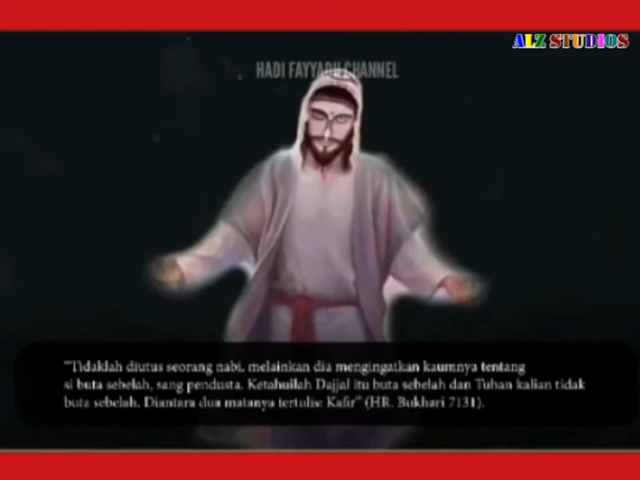 ALZ STUDIOS
HADI FAYYADH CHANNEL
"Tidaklah diutus seorang nabi, melainkan dia mengingatkan kaumnya tentang
si buta sebelah, sang pendusta. Ketahuilah Dajjal itu buta sebelah dan Tuhan kalian tidak
buta sebelah. Diantara dua matanya tertulis: Kafir" (HR. Bukhari 7131).